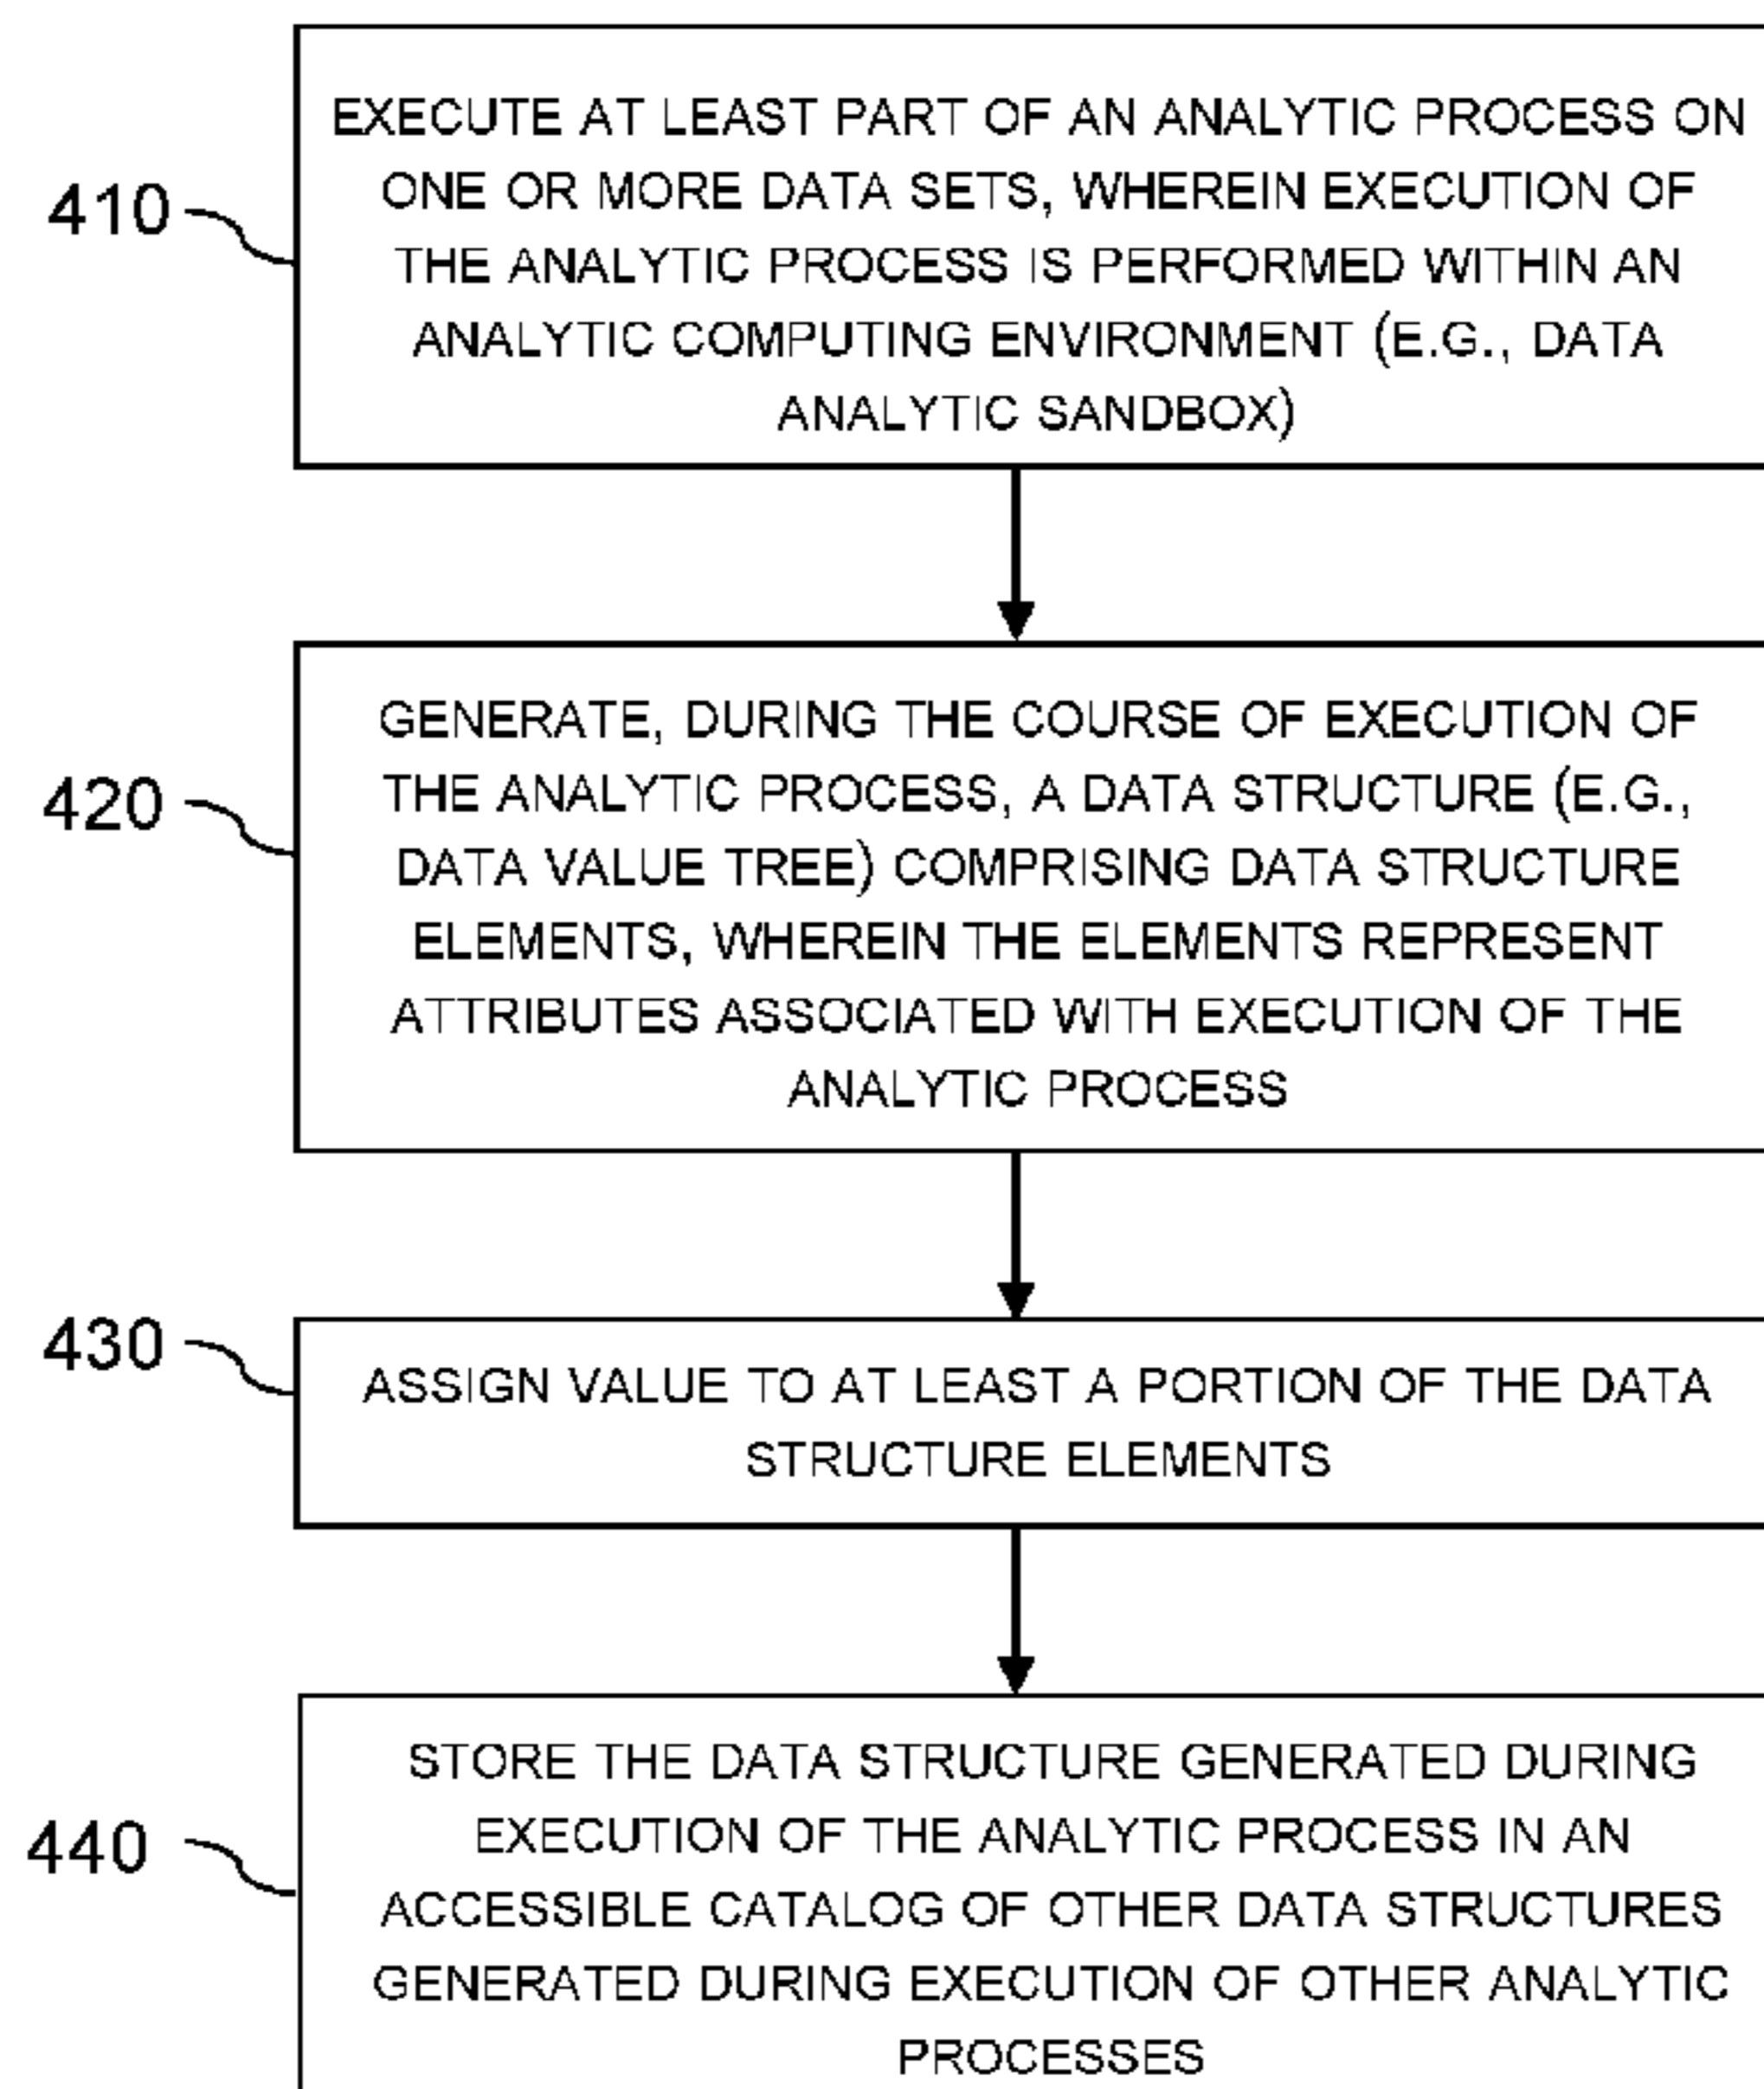 EXECUTE AT LEAST PART OF AN ANALYTIC PROCESS ON
410
ONE OR MORE DATA SETS, WHEREIN EXECUTION OF
THE ANALYTIC PROCESS IS PERFORMED WITHIN AN
ANALYTIC COMPUTING ENVIRONMENT (E.G., DATA
ANALYTIC SANDBOX)
GENERATE, DURING THE COURSE OF EXECUTION OF
420
THE ANALYTIC PROCESS, A DATA STRUCTURE (E.G.,
DATA VALUE TREE) COMPRISING DATA STRUCTURE
ELEMENTS, WHEREIN THE ELEMENTS REPRESENT
ATTRIBUTES ASSOCIATED WITH EXECUTION OF THE
ANALYTIC PROCESS
430
ASSIGN VALUE TO AT LEAST A PORTION OF THE DATA
STRUCTURE ELEMENTS
STORE THE DATA STRUCTURE GENERATED DURING
440
EXECUTION OF THE ANALYTIC PROCESS IN AN
ACCESSIBLE CATALOG OF OTHER DATA STRUCTURES
GENERATED DURING EXECUTION OF OTHER ANALYTIC
PROCESSES